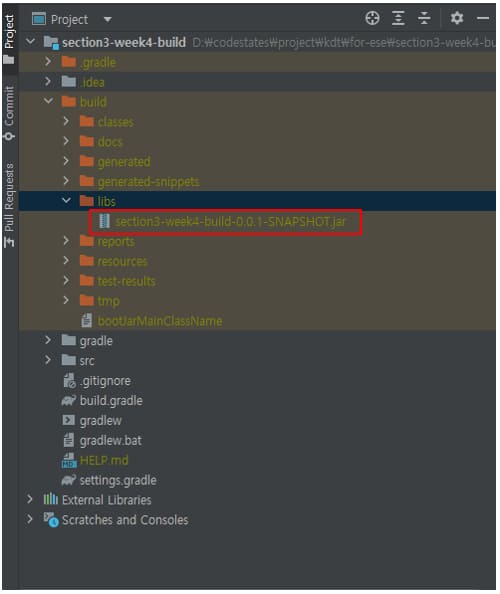 Project
section3-week4-build D:₩codestates₩project₩kdt₩for-ese₩section3-week4-bu
.gradle
.idea
build
classes
docs
generated
generated-snippets
libs
section3-week4-build-0.0.1-SNAPSHOT.jar
reports
resources
test-results
tmp
bootJarMainClassName
gradle
src
.gitignore
build.gradle
gradlew
gradlew.bat
HELP.md
settings.gradle
External Libraries
Scratches and Consoles
Project
Commit
Pull Requests